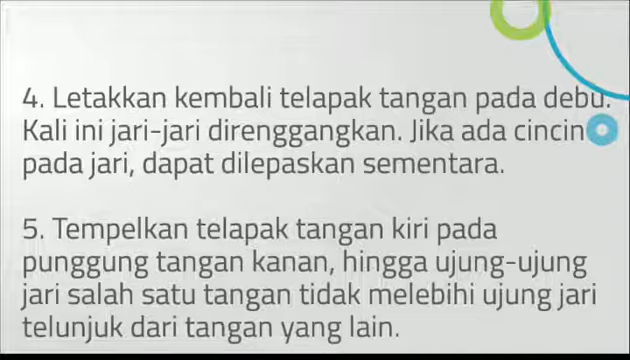 4. Letakkan kembali telapak tangan pada debu.
Kali ini jari-jari direnggangkan. Jika ada cincin
pada jari, dapat dilepaskan sementara.
5. Tempelkan telapak tangan kiri pada
punggung tangan kanan, hingga ujung-ujung
jari salah satu tangan tidak melebihi ujung jari
telunjuk dari tangan yang lain.